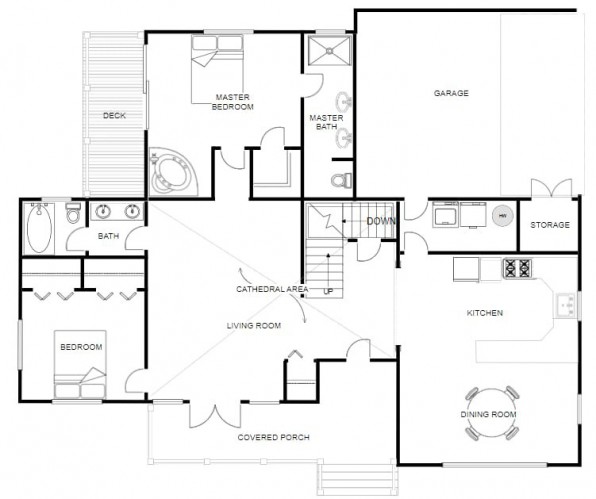 GARAGE
MASTER
BEDROOM
DECK
MASTER
BATH
DOWN
HW
STORAGE
BATH
UP
CATHEDRAL AREA
KITCHEN
LIVING ROOM
BEDROOM
DINING ROOM
COVERED PORCH